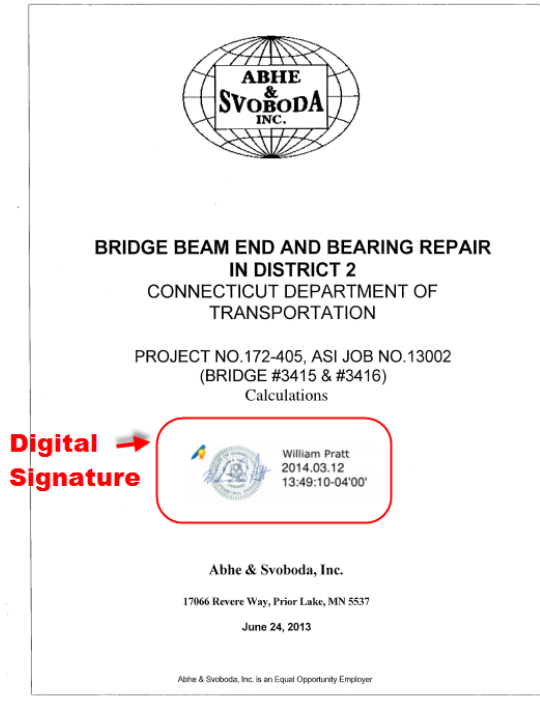 ABHE
&
SVOBODA
INC.
BRIDGE BEAM END AND BEARING REPAIR
IN DISTRICT 2
CONNECTICUT DEPARTMENT OF
TRANSPORTATION
PROJECT NO.172-405, ASI JOB NO.13002
(BRIDGE #3415 & #3416)
Calculations
Digital
Signature
William Pratt
2014.03.12
13:49:10-04'00'
Abhe & Svoboda, Inc.
17066 Revere Way, Prior Lake, MN 5537
June 24, 2013
Abhe & Svoboda, Inc. is an Equal Opportunity Employer